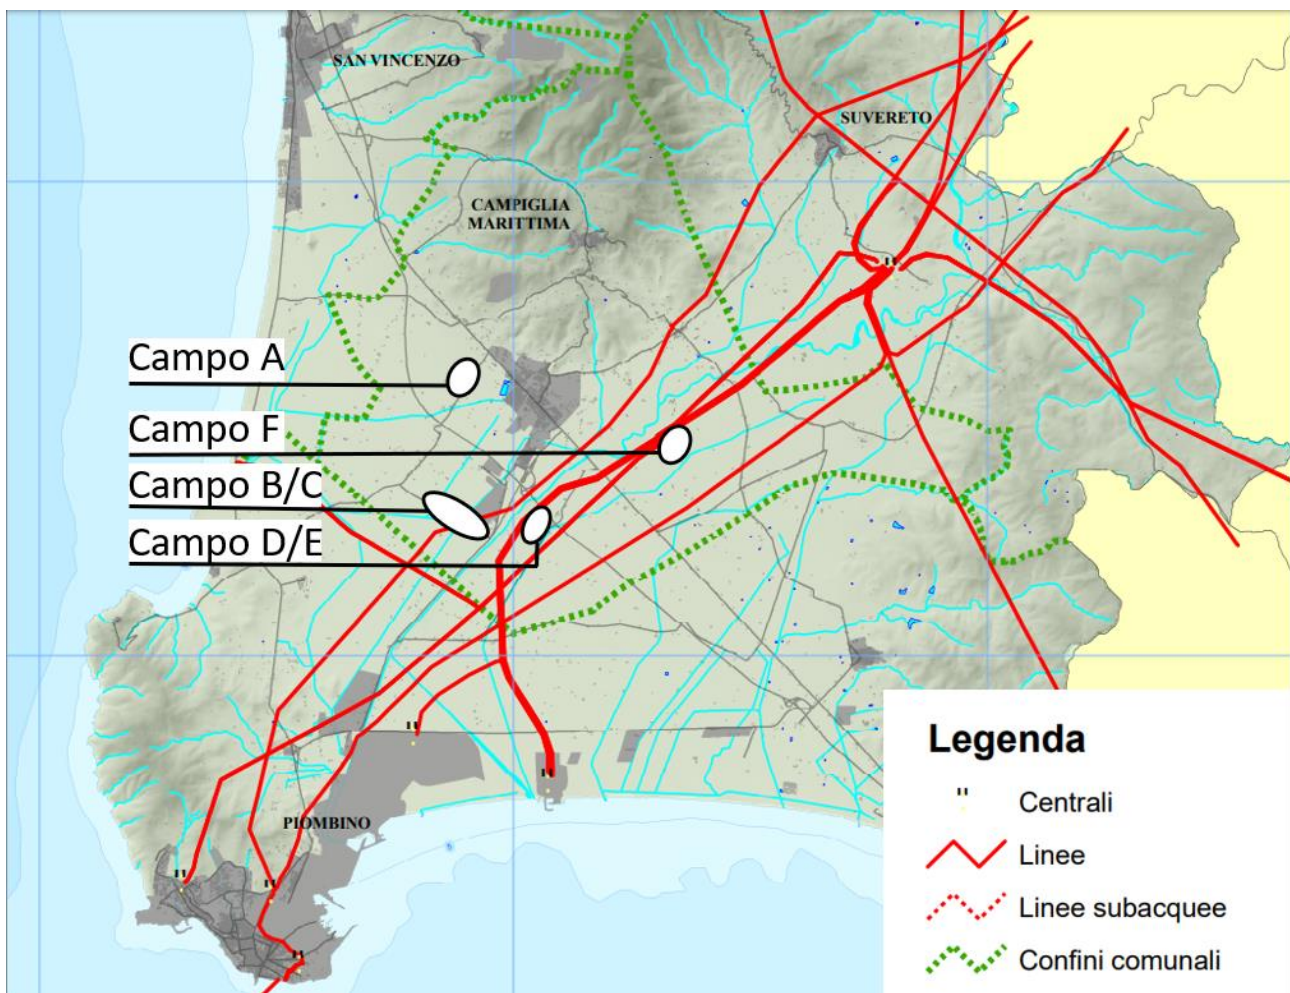 SAN VINCENZO
SUVERETO
CAMPIGLIA
MARITTIMA
Campo A
Campo F
Campo B/C
Campo D/E
PIOMBINO
Legenda
Centrali
Linee
Linee subacquee
Confini comunali